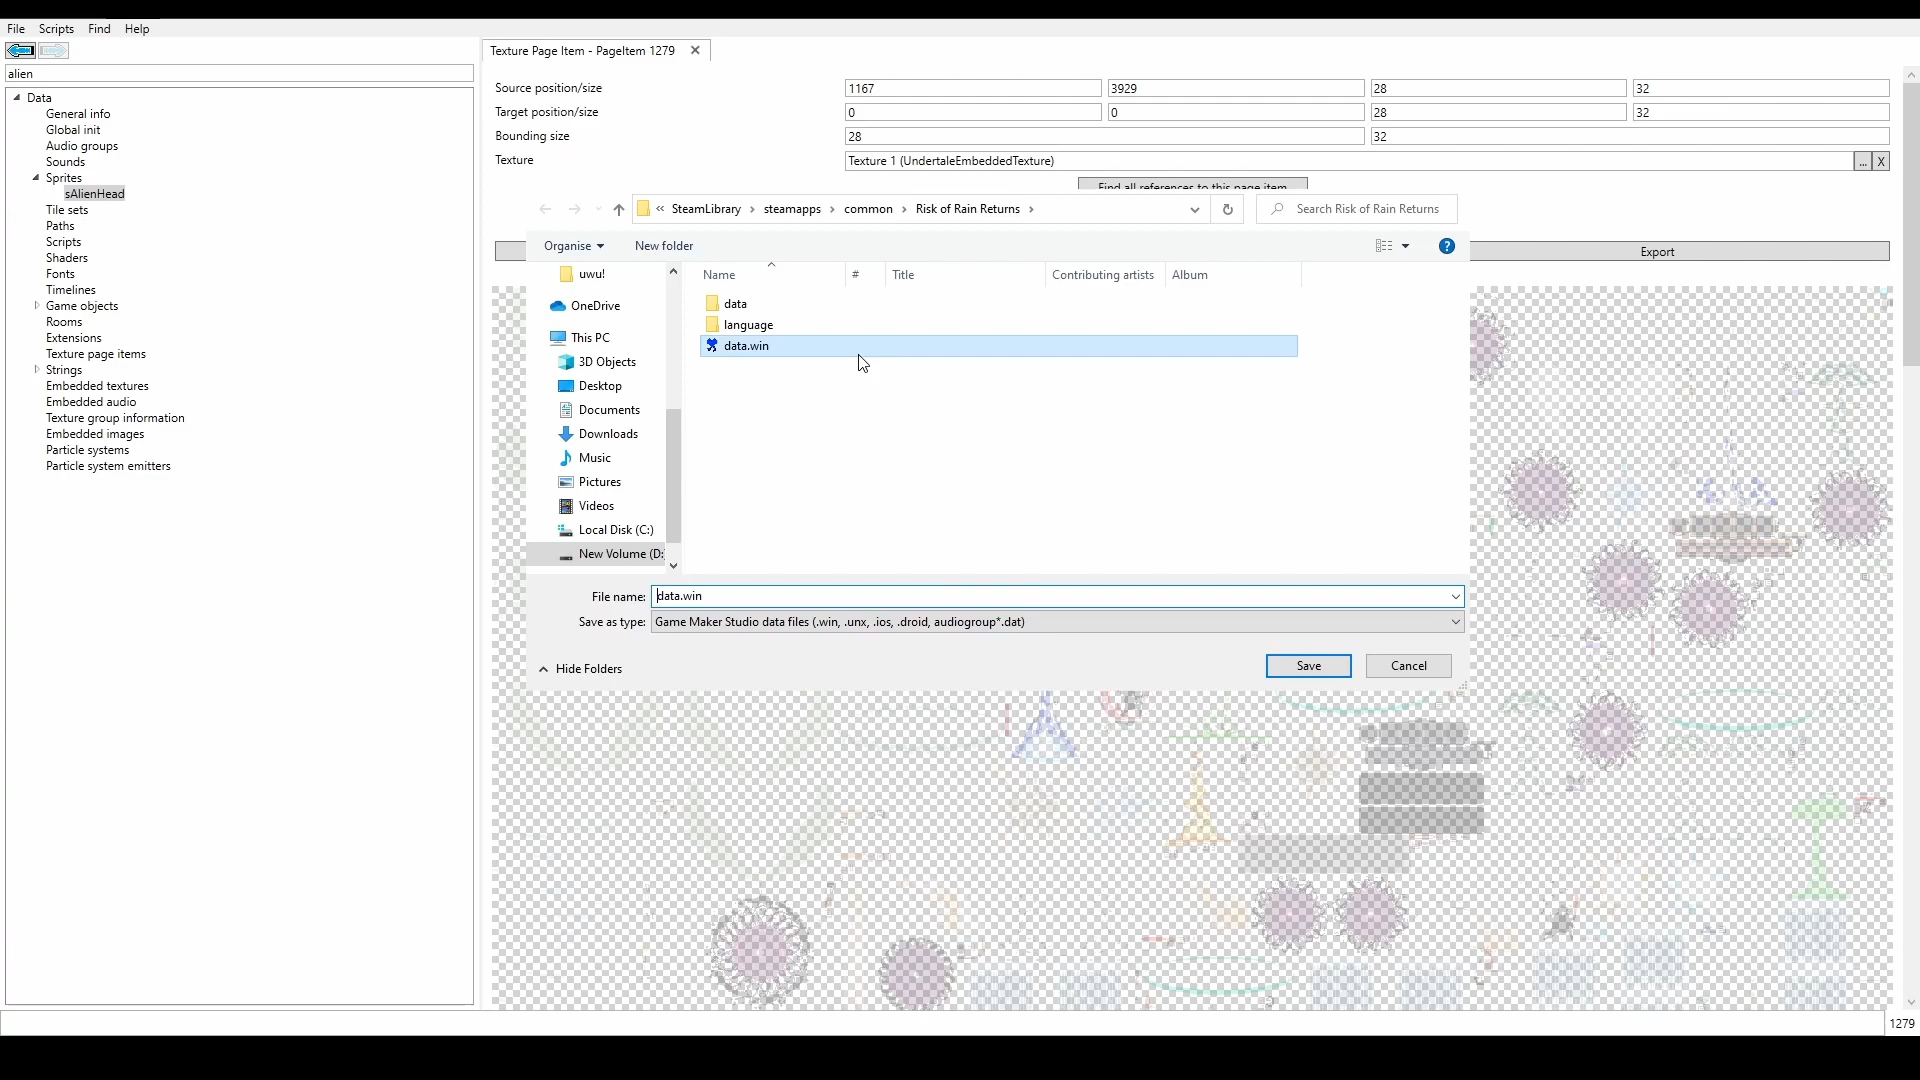 File Scripts Find Help
Texture Page Item - PageItem 1279
alien
Data
General info
Global init
Audio groups
Sounds
Sprites
sAlienHead
Tile sets
Paths
Scripts
Shaders
Fonts
Timelines
Game objects
Rooms
Extensions
Texture page items
Strings
Embedded textures
Embedded audio
Texture group information
Embedded images
Particle systems
Particle system emitters
Source position/size 1167 3929 28 32
Target position/size 0 0 28 32
Bounding size 28 32
Texture Texture 1 (UndertaleEmbeddedTexture) ... X
Find all references to this page item
Export
« SteamLibrary › steamapps › common › Risk of Rain Returns ›
Search Risk of Rain Returns
Organise New folder
?
uwu!
OneDrive
This PC
3D Objects
Desktop
Documents
Downloads
Music
Pictures
Videos
Local Disk (C:)
New Volume (D:
Name # Title Contributing artists Album
data
language
data.win
File name: data.win
Save as type: Game Maker Studio data files (.win, .unx, .ios, .droid, audiogroup*.dat)
Hide Folders
Save Cancel
1279